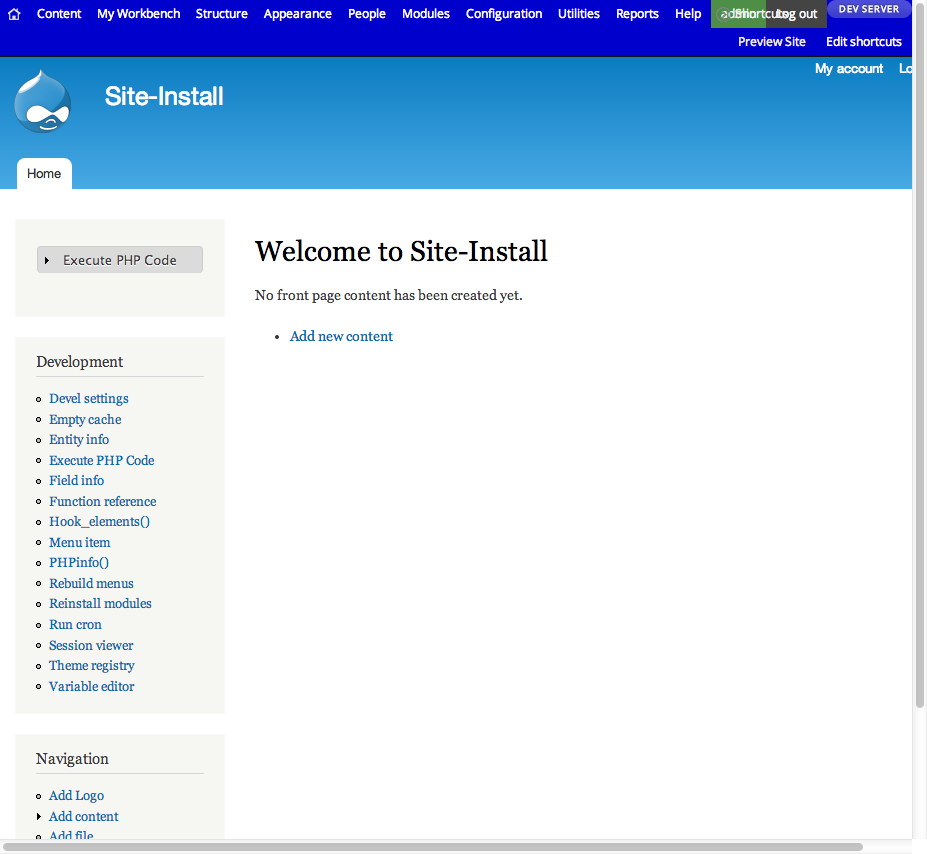 Content My Workbench Structure Appearance People Modules Configuration Utilities Reports Help admin Shortcuts Log out DEV SERVER
Preview Site Edit shortcuts
My account Lo
Site-Install
Home
Execute PHP Code
Welcome to Site-Install
No front page content has been created yet.
Add new content
Development
Devel settings
Empty cache
Entity info
Execute PHP Code
Field info
Function reference
Hook_elements()
Menu item
PHPinfo()
Rebuild menus
Reinstall modules
Run cron
Session viewer
Theme registry
Variable editor
Navigation
Add Logo
Add content
Add file